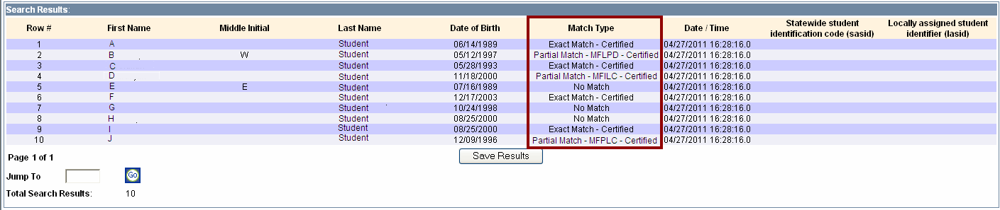 Search Results:
Row # First Name Middle Initial Last Name Date of Birth Match Type Date / Time Statewide student identification code (sasid) Locally assigned student identifier (lasid)
1 A Student 06/14/1989 Exact Match - Certified 04/27/2011 16:28:16.0
2 B W Student 05/12/1997 Partial Match - MFLPD - Certified 04/27/2011 16:28:16.0
3 C Student 05/28/1993 Exact Match - Certified 04/27/2011 16:28:16.0
4 D Student 11/18/2000 Partial Match - MFILC - Certified 04/27/2011 16:28:16.0
5 E E Student 07/16/1989 No Match 04/27/2011 16:28:16.0
6 F Student 12/17/2003 Exact Match - Certified 04/27/2011 16:28:16.0
7 G Student 10/24/1998 No Match 04/27/2011 16:28:16.0
8 H Student 08/25/2000 No Match 04/27/2011 16:28:16.0
9 I Student 08/25/2000 Exact Match - Certified 04/27/2011 16:28:16.0
10 J Student 12/09/1996 Partial Match - MFPLC - Certified 04/27/2011 16:28:16.0
Page 1 of 1 Save Results
Jump To Go
Total Search Results: 10